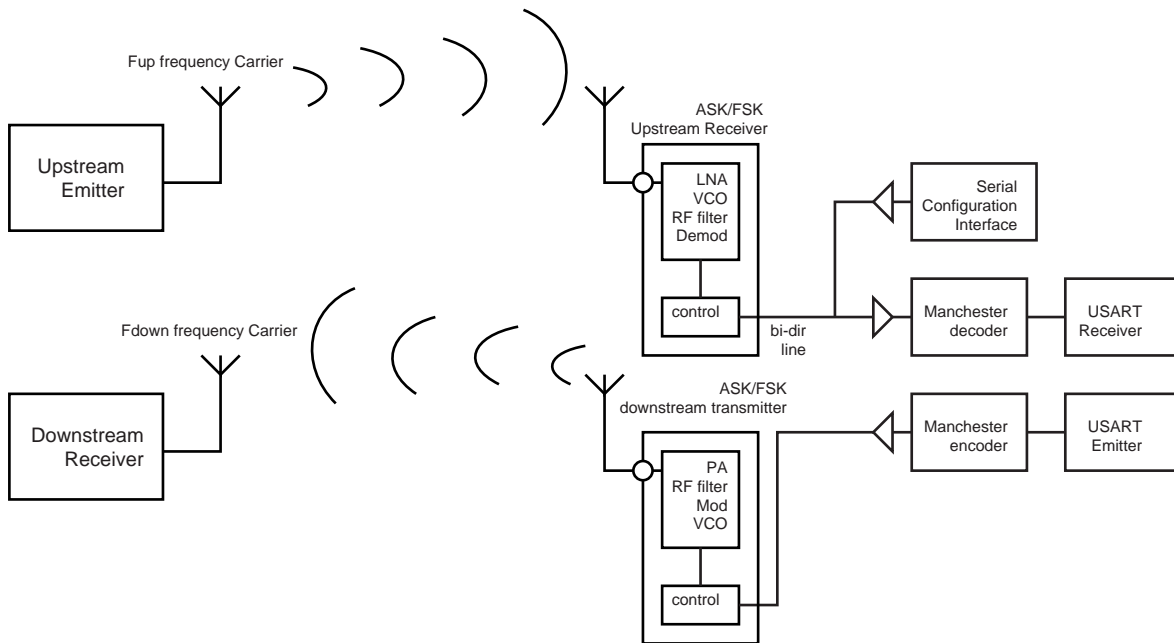 Fup frequency Carrier
Upstream
Emitter
ASK/FSK
Upstream Receiver
LNA
VCO
RF filter
Demod
control
bi-dir
line
Serial
Configuration
Interface
Manchester
decoder
USART
Receiver
Fdown frequency Carrier
Downstream
Receiver
ASK/FSK
downstream transmitter
PA
RF filter
Mod
VCO
control
Manchester
encoder
USART
Emitter